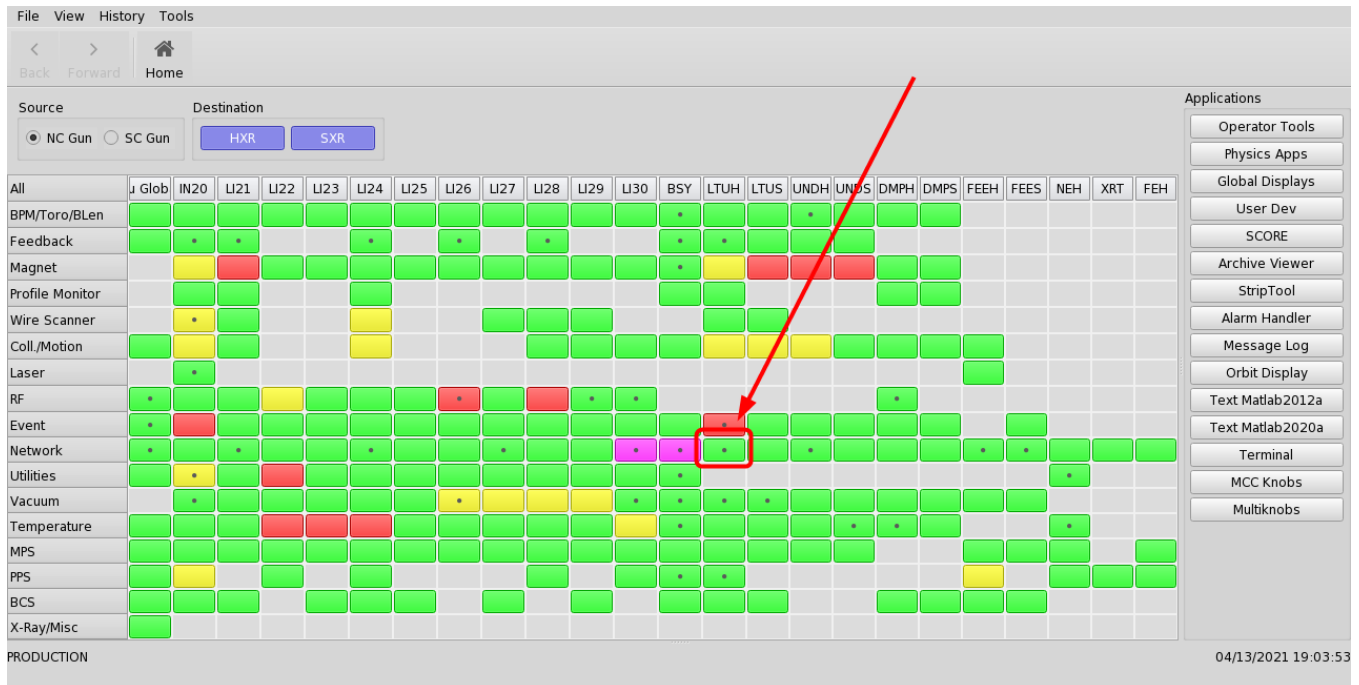 File View History Tools
Back Forward Home
Source Destination
NC Gun SC Gun HXR SXR
All Glob IN20 LI21 LI22 LI23 LI24 LI25 LI26 LI27 LI28 LI29 LI30 BSY LTUH LTUS UNDH UNDS DMPH DMPS FEEH FEES NEH XRT FEH
BPM/Toro/BLen
Feedback
Magnet
Profile Monitor
Wire Scanner
Coll./Motion
Laser
RF
Event
Network
Utilities
Vacuum
Temperature
MPS
PPS
BCS
X-Ray/Misc
Applications
Operator Tools
Physics Apps
Global Displays
User Dev
SCORE
Archive Viewer
StripTool
Alarm Handler
Message Log
Orbit Display
Text Matlab2012a
Text Matlab2020a
Terminal
MCC Knobs
Multiknobs
PRODUCTION 04/13/2021 19:03:53